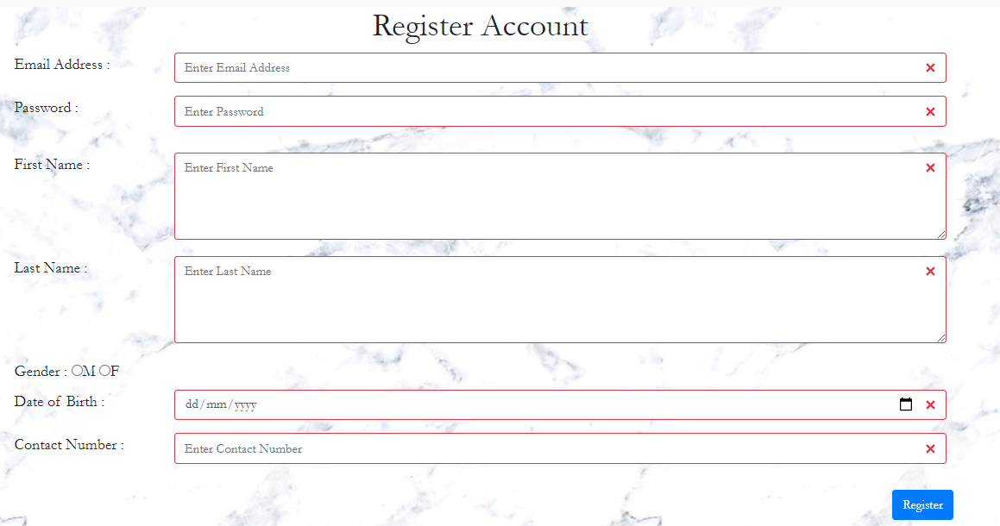 Register Account
Email Address :
Enter Email Address
Password :
Enter Password
First Name :
Enter First Name
Last Name :
Enter Last Name
Gender : M F
Date of Birth :
dd/mm/yyyy
Contact Number :
Enter Contact Number
Register